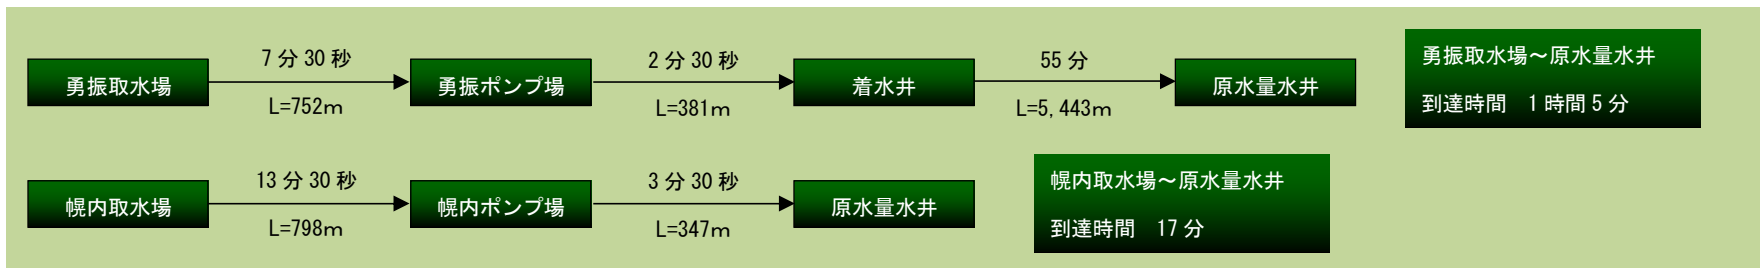 7分30秒
2分30秒
55分
勇振取水場
勇振ポンプ場
着水井
原水量水井
L=752m
L=381m
L=5,443m
勇振取水場～原水量水井
到達時間　1時間5分
13分30秒
3分30秒
幌内取水場
幌内ポンプ場
原水量水井
L=798m
L=347m
幌内取水場～原水量水井
到達時間　17分